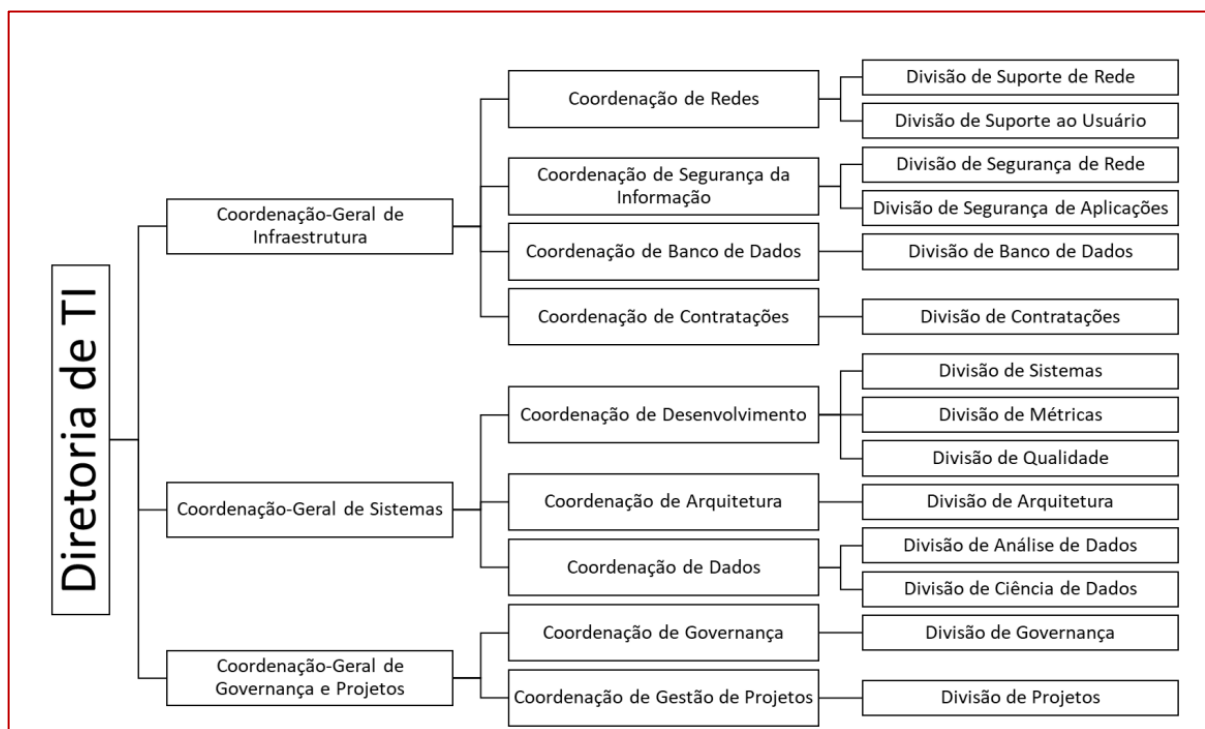 Diretoria de TI
Coordenação-Geral de
Infraestrutura
Coordenação de Redes
Divisão de Suporte de Rede
Divisão de Suporte ao Usuário
Coordenação de Segurança da
Informação
Divisão de Segurança de Rede
Divisão de Segurança de Aplicações
Coordenação de Banco de Dados
Divisão de Banco de Dados
Coordenação de Contratações
Divisão de Contratações
Coordenação-Geral de Sistemas
Coordenação de Desenvolvimento
Divisão de Sistemas
Divisão de Métricas
Divisão de Qualidade
Coordenação de Arquitetura
Divisão de Arquitetura
Coordenação de Dados
Divisão de Análise de Dados
Divisão de Ciência de Dados
Coordenação-Geral de
Governança e Projetos
Coordenação de Governança
Divisão de Governança
Coordenação de Gestão de Projetos
Divisão de Projetos